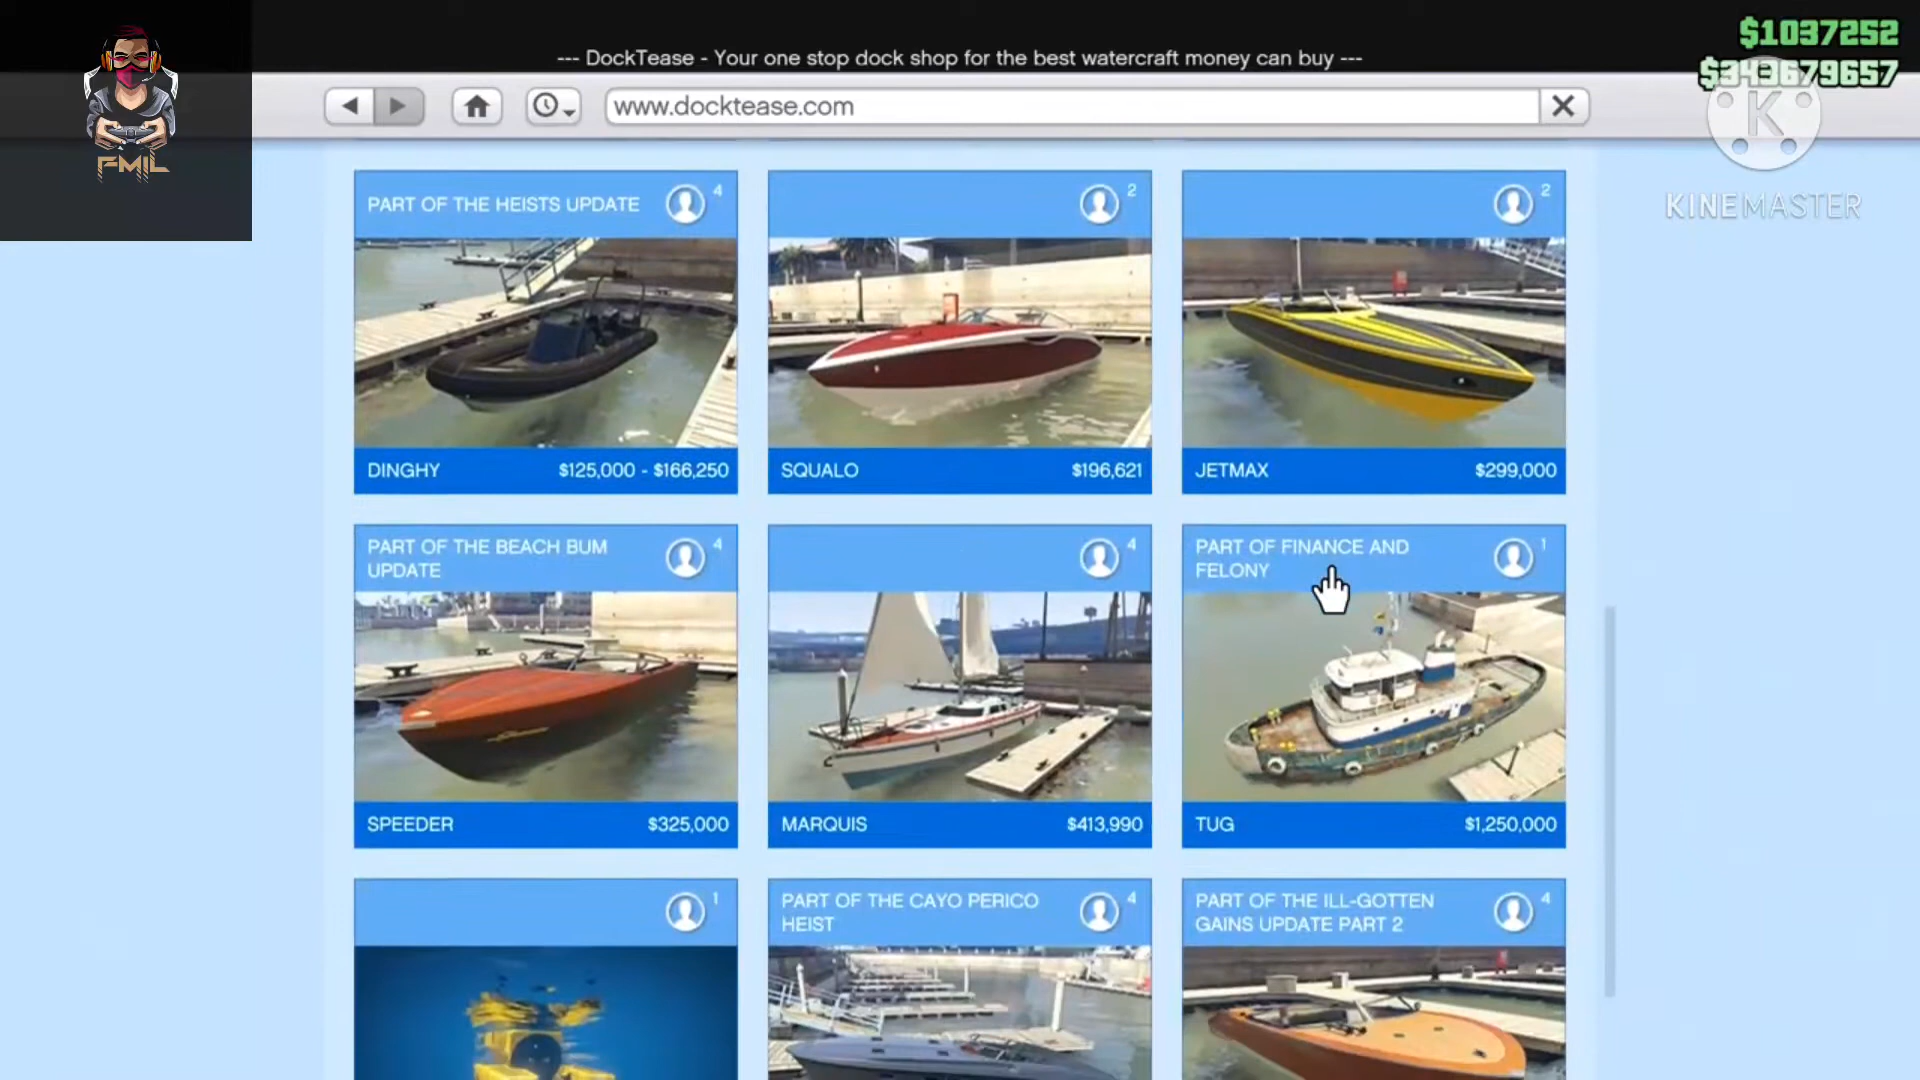 --- DockTease - Your one stop dock shop for the best watercraft money can buy ---
$1037252
$343679657
www.docktease.com
FMIL
KINEMASTER
K
PART OF THE HEISTS UPDATE
4
2
2
DINGHY
$125,000 - $166,250
SQUALO
$196,621
JETMAX
$299,000
PART OF THE BEACH BUM
UPDATE
4
4
PART OF FINANCE AND
FELONY
1
SPEEDER
$325,000
MARQUIS
$413,990
TUG
$1,250,000
1
PART OF THE CAYO PERICO
HEIST
4
PART OF THE ILL-GOTTEN
GAINS UPDATE PART 2
4